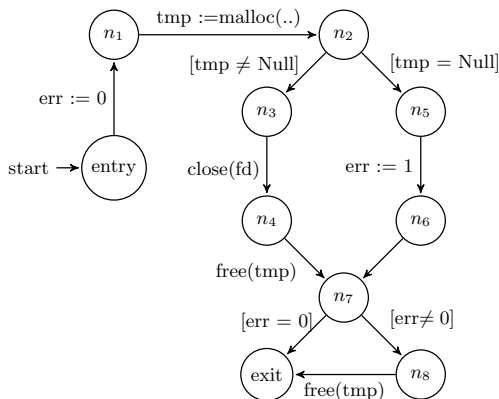 tmp :=malloc(..)
n1
n2
[tmp ≠ Null]
[tmp = Null]
err := 0
n3
n5
start
entry
close(fd)
err := 1
n4
n6
free(tmp)
n7
[err = 0]
[err≠ 0]
exit
n8
free(tmp)